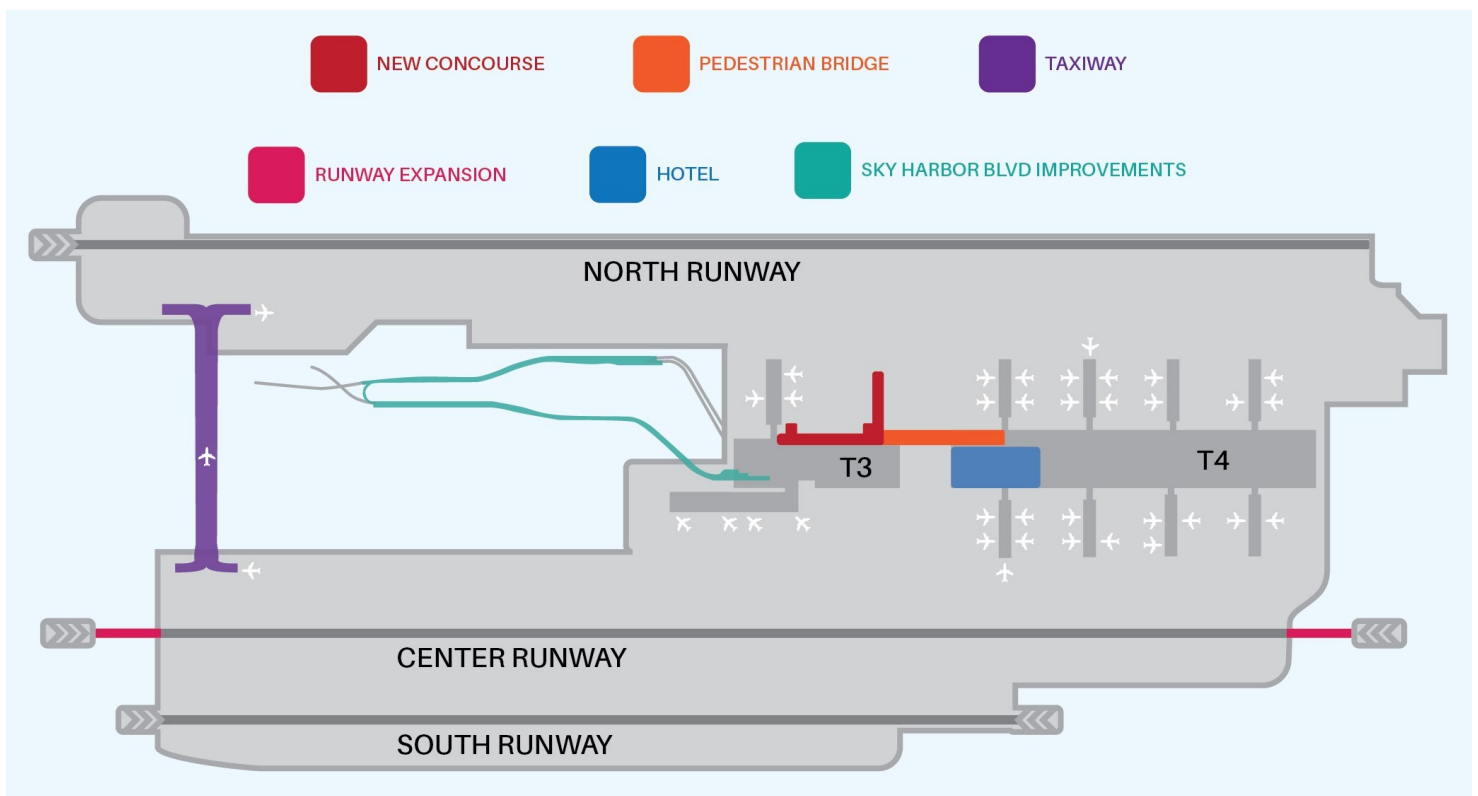 NEW CONCOURSE
PEDESTRIAN BRIDGE
TAXIWAY
RUNWAY EXPANSION
HOTEL
SKY HARBOR BLVD IMPROVEMENTS
NORTH RUNWAY
T3
T4
CENTER RUNWAY
SOUTH RUNWAY